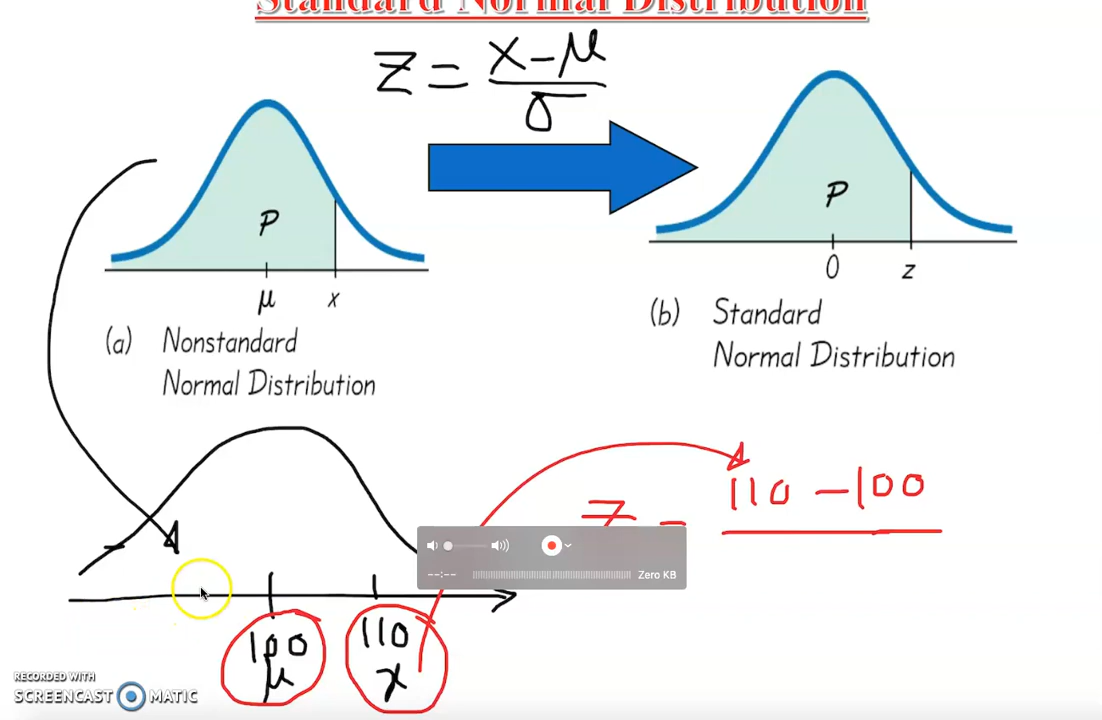 Standard Normal Distribution
Z = x - μ
σ
P
P
μ x
0 z
(a) Nonstandard
Normal Distribution
(b) Standard
Normal Distribution
Z = 110 - 100
--:-- Zero KB
100 110
μ x
RECORDED WITH
SCREENCAST MATIC